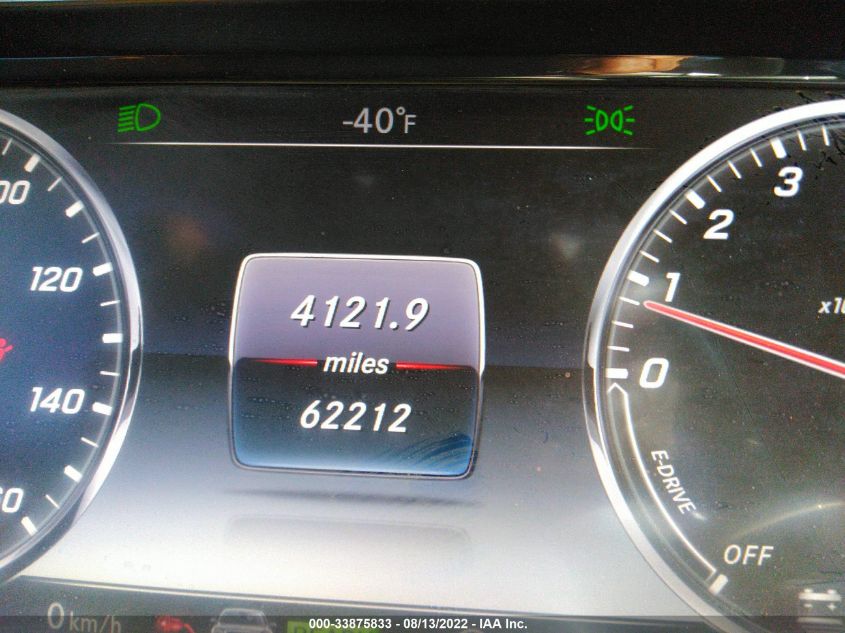 -40°F
120
140
4121.9
miles
62212
3
2
1
0
E-DRIVE
OFF
0 km/h
000-33875833 - 08/13/2022 - IAA Inc.